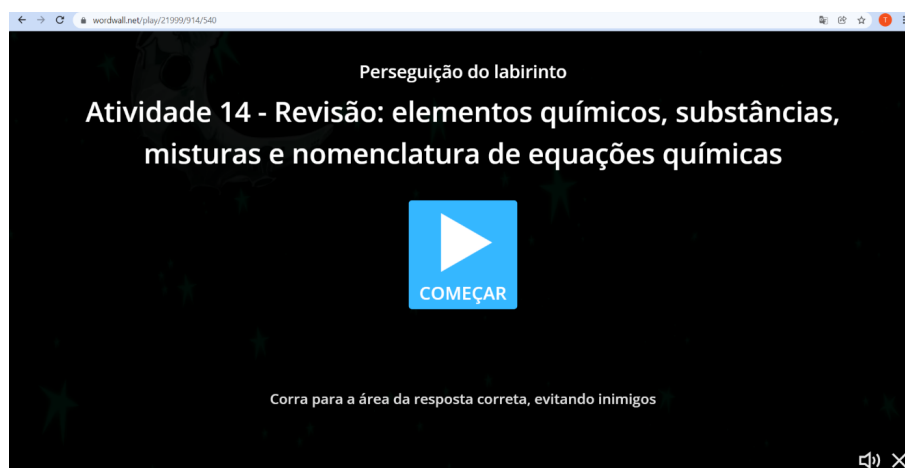 wordwall.net/play/21999/914/540
T
Perseguição do labirinto
Atividade 14 - Revisão: elementos químicos, substâncias,
misturas e nomenclatura de equações químicas
COMEÇAR
Corra para a área da resposta correta, evitando inimigos